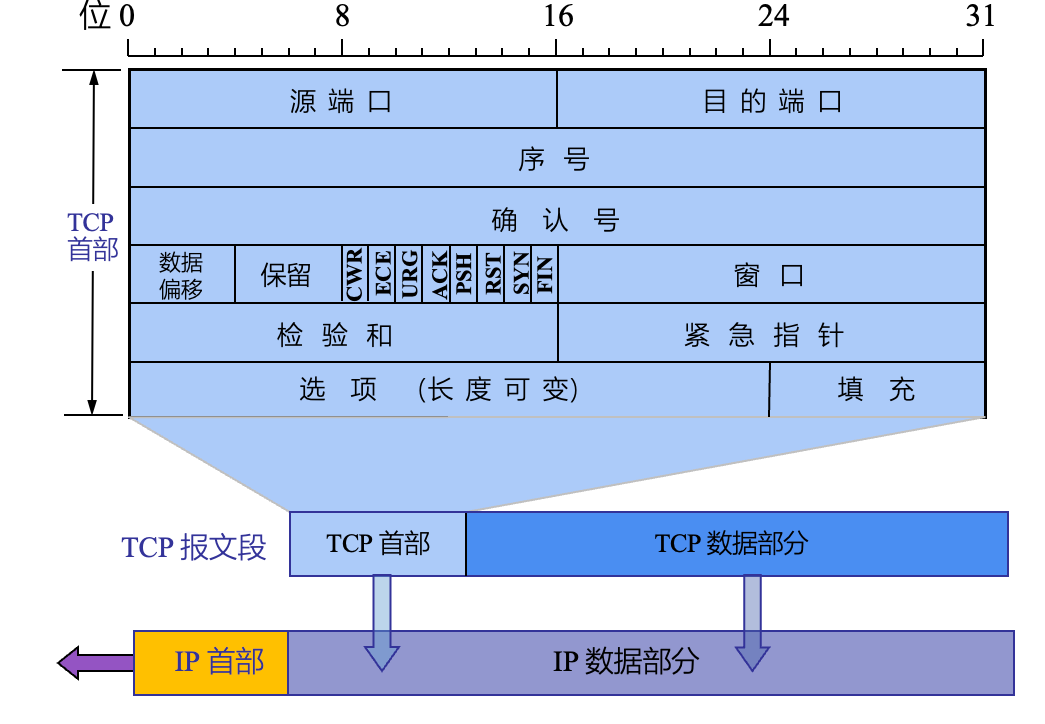 位 0 8 16 24 31
源端口 目的端口
序号
TCP
首部
确认号
数据
偏移
保留
CWR
ECE
URG
ACK
PSH
RST
SYN
FIN
窗口
检验和 紧急指针
选项 (长度可变) 填充
TCP 报文段 TCP 首部 TCP 数据部分
IP 首部 IP 数据部分